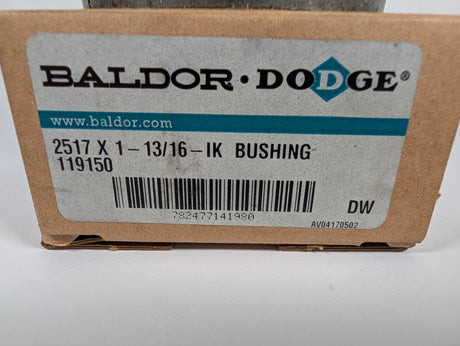 BALDOR · DODGE®
www.baldor.com
2517 X 1-13/16-IK BUSHING
119150
782477141980
DW
AV04170502